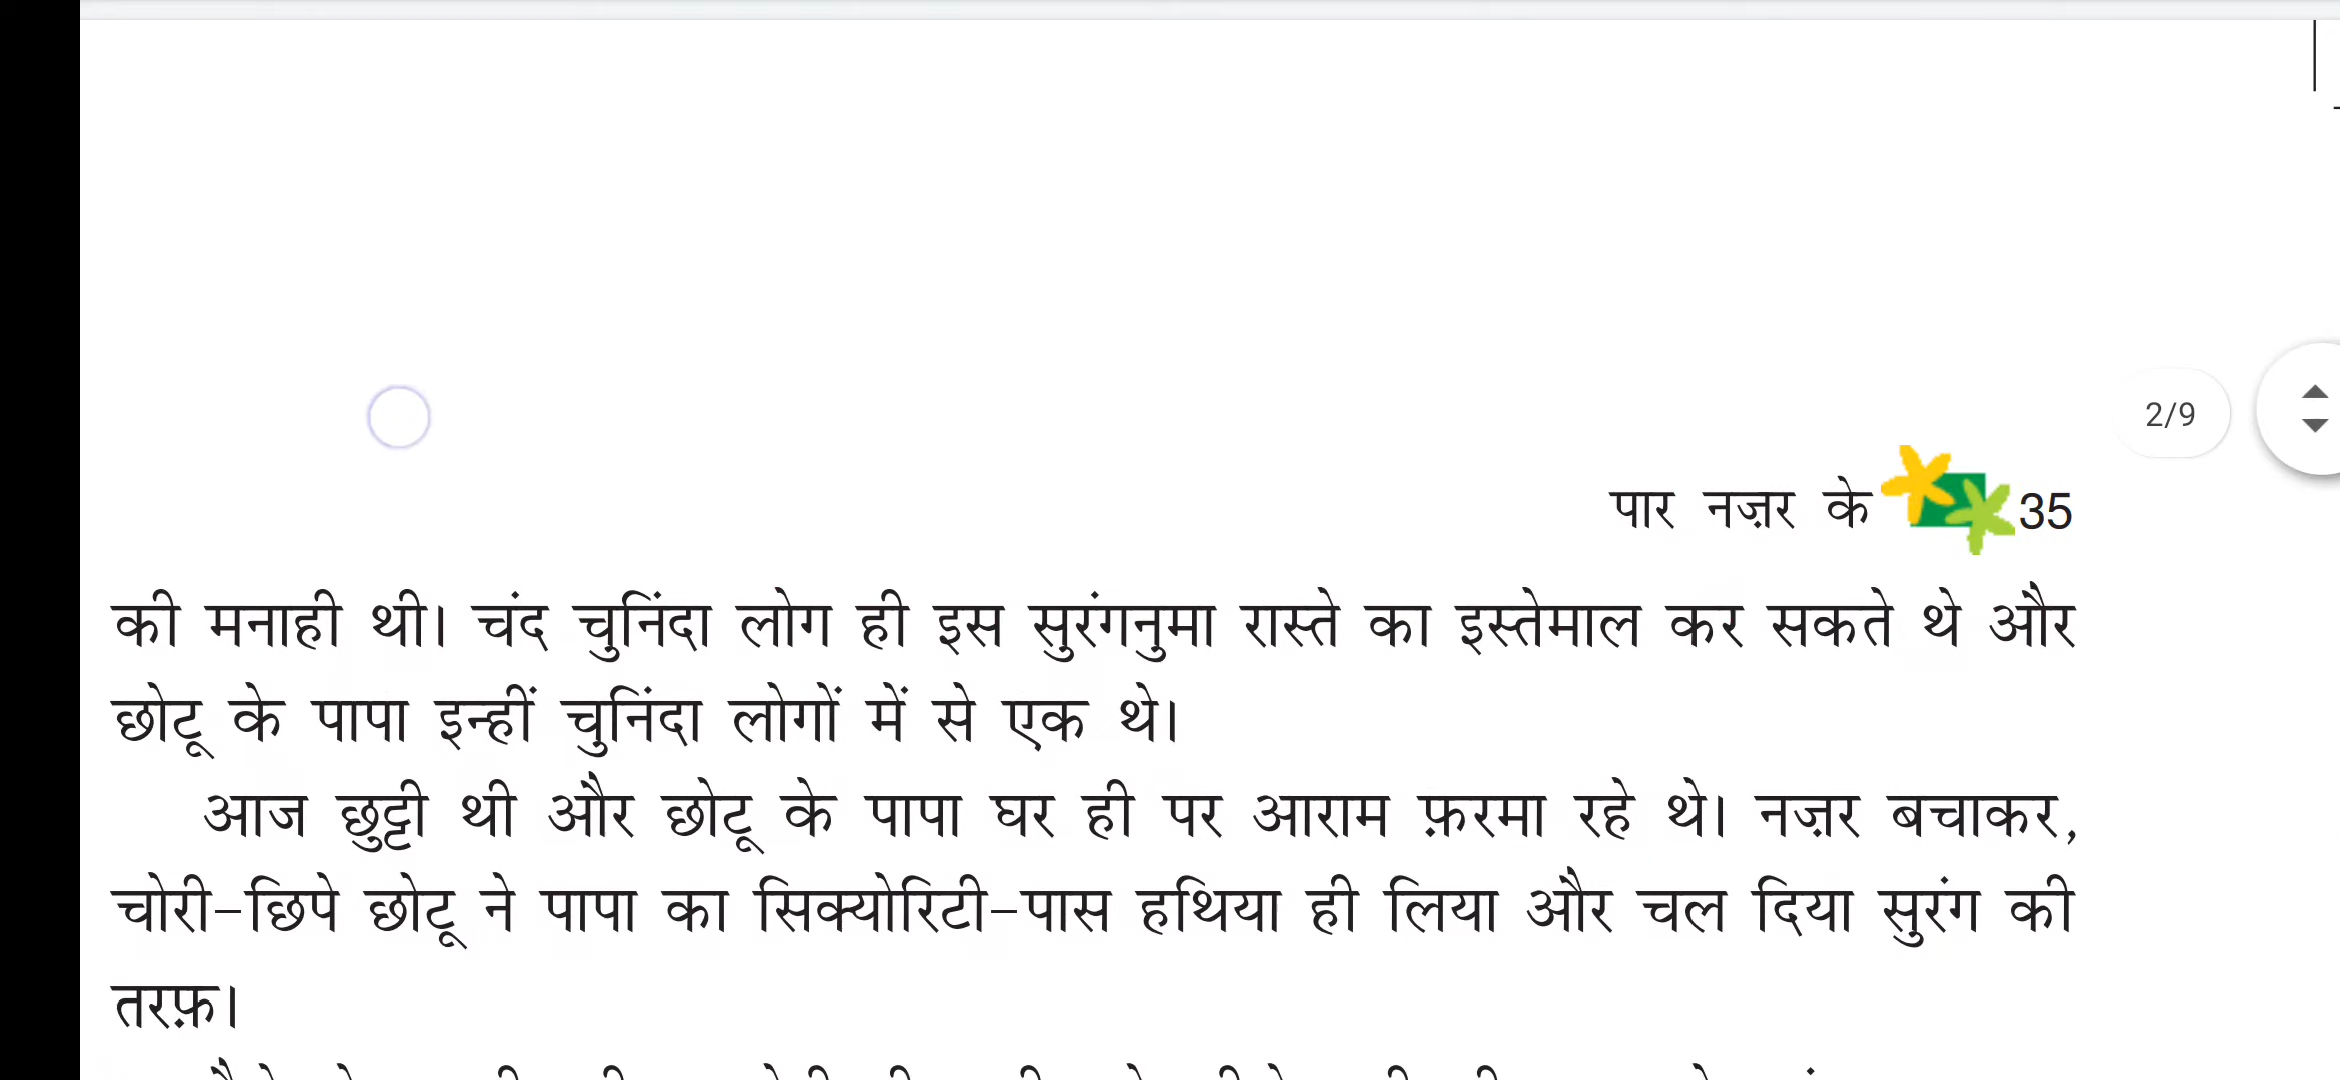 2/9
पार नज़र के 35
की मनाही थी। चंद चुनिंदा लोग ही इस सुरंगनुमा रास्ते का इस्तेमाल कर सकते थे और
छोटू के पापा इन्हीं चुनिंदा लोगों में से एक थे।
आज छुट्टी थी और छोटू के पापा घर ही पर आराम फ़रमा रहे थे। नज़र बचाकर,
चोरी-छिपे छोटू ने पापा का सिक्योरिटी-पास हथिया ही लिया और चल दिया सुरंग की
तरफ़।